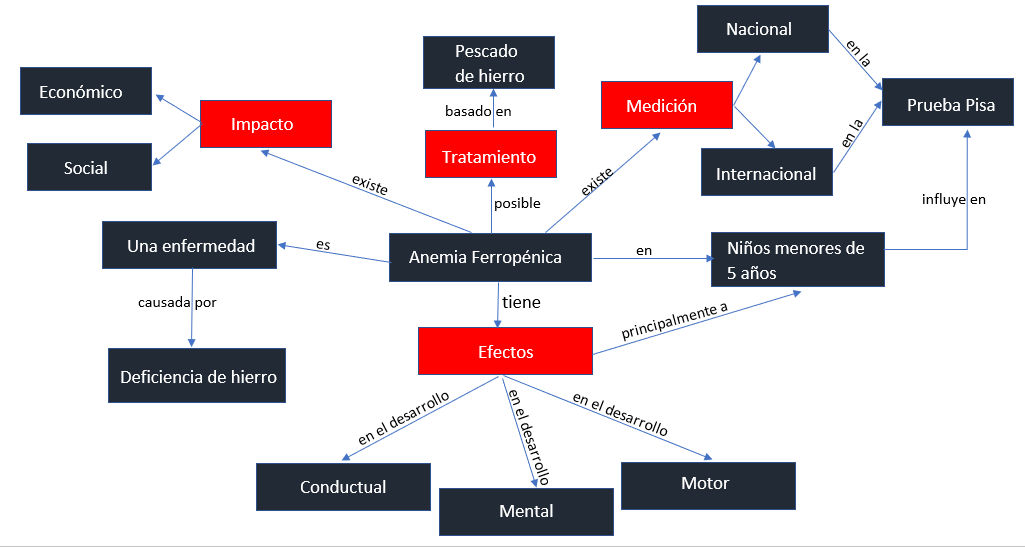 Nacional
Pescado
de hierro
en la
Económico
Medición
Prueba Pisa
Impacto
basado en
en la
Tratamiento
Social
Internacional
existe
existe
posible
influye en
Una enfermedad
es
Anemia Ferropénica
en
Niños menores de
5 años
causada por
tiene
principalmente a
Efectos
Deficiencia de hierro
en el desarrollo
en el desarrollo
en el desarrollo
Conductual
Mental
Motor